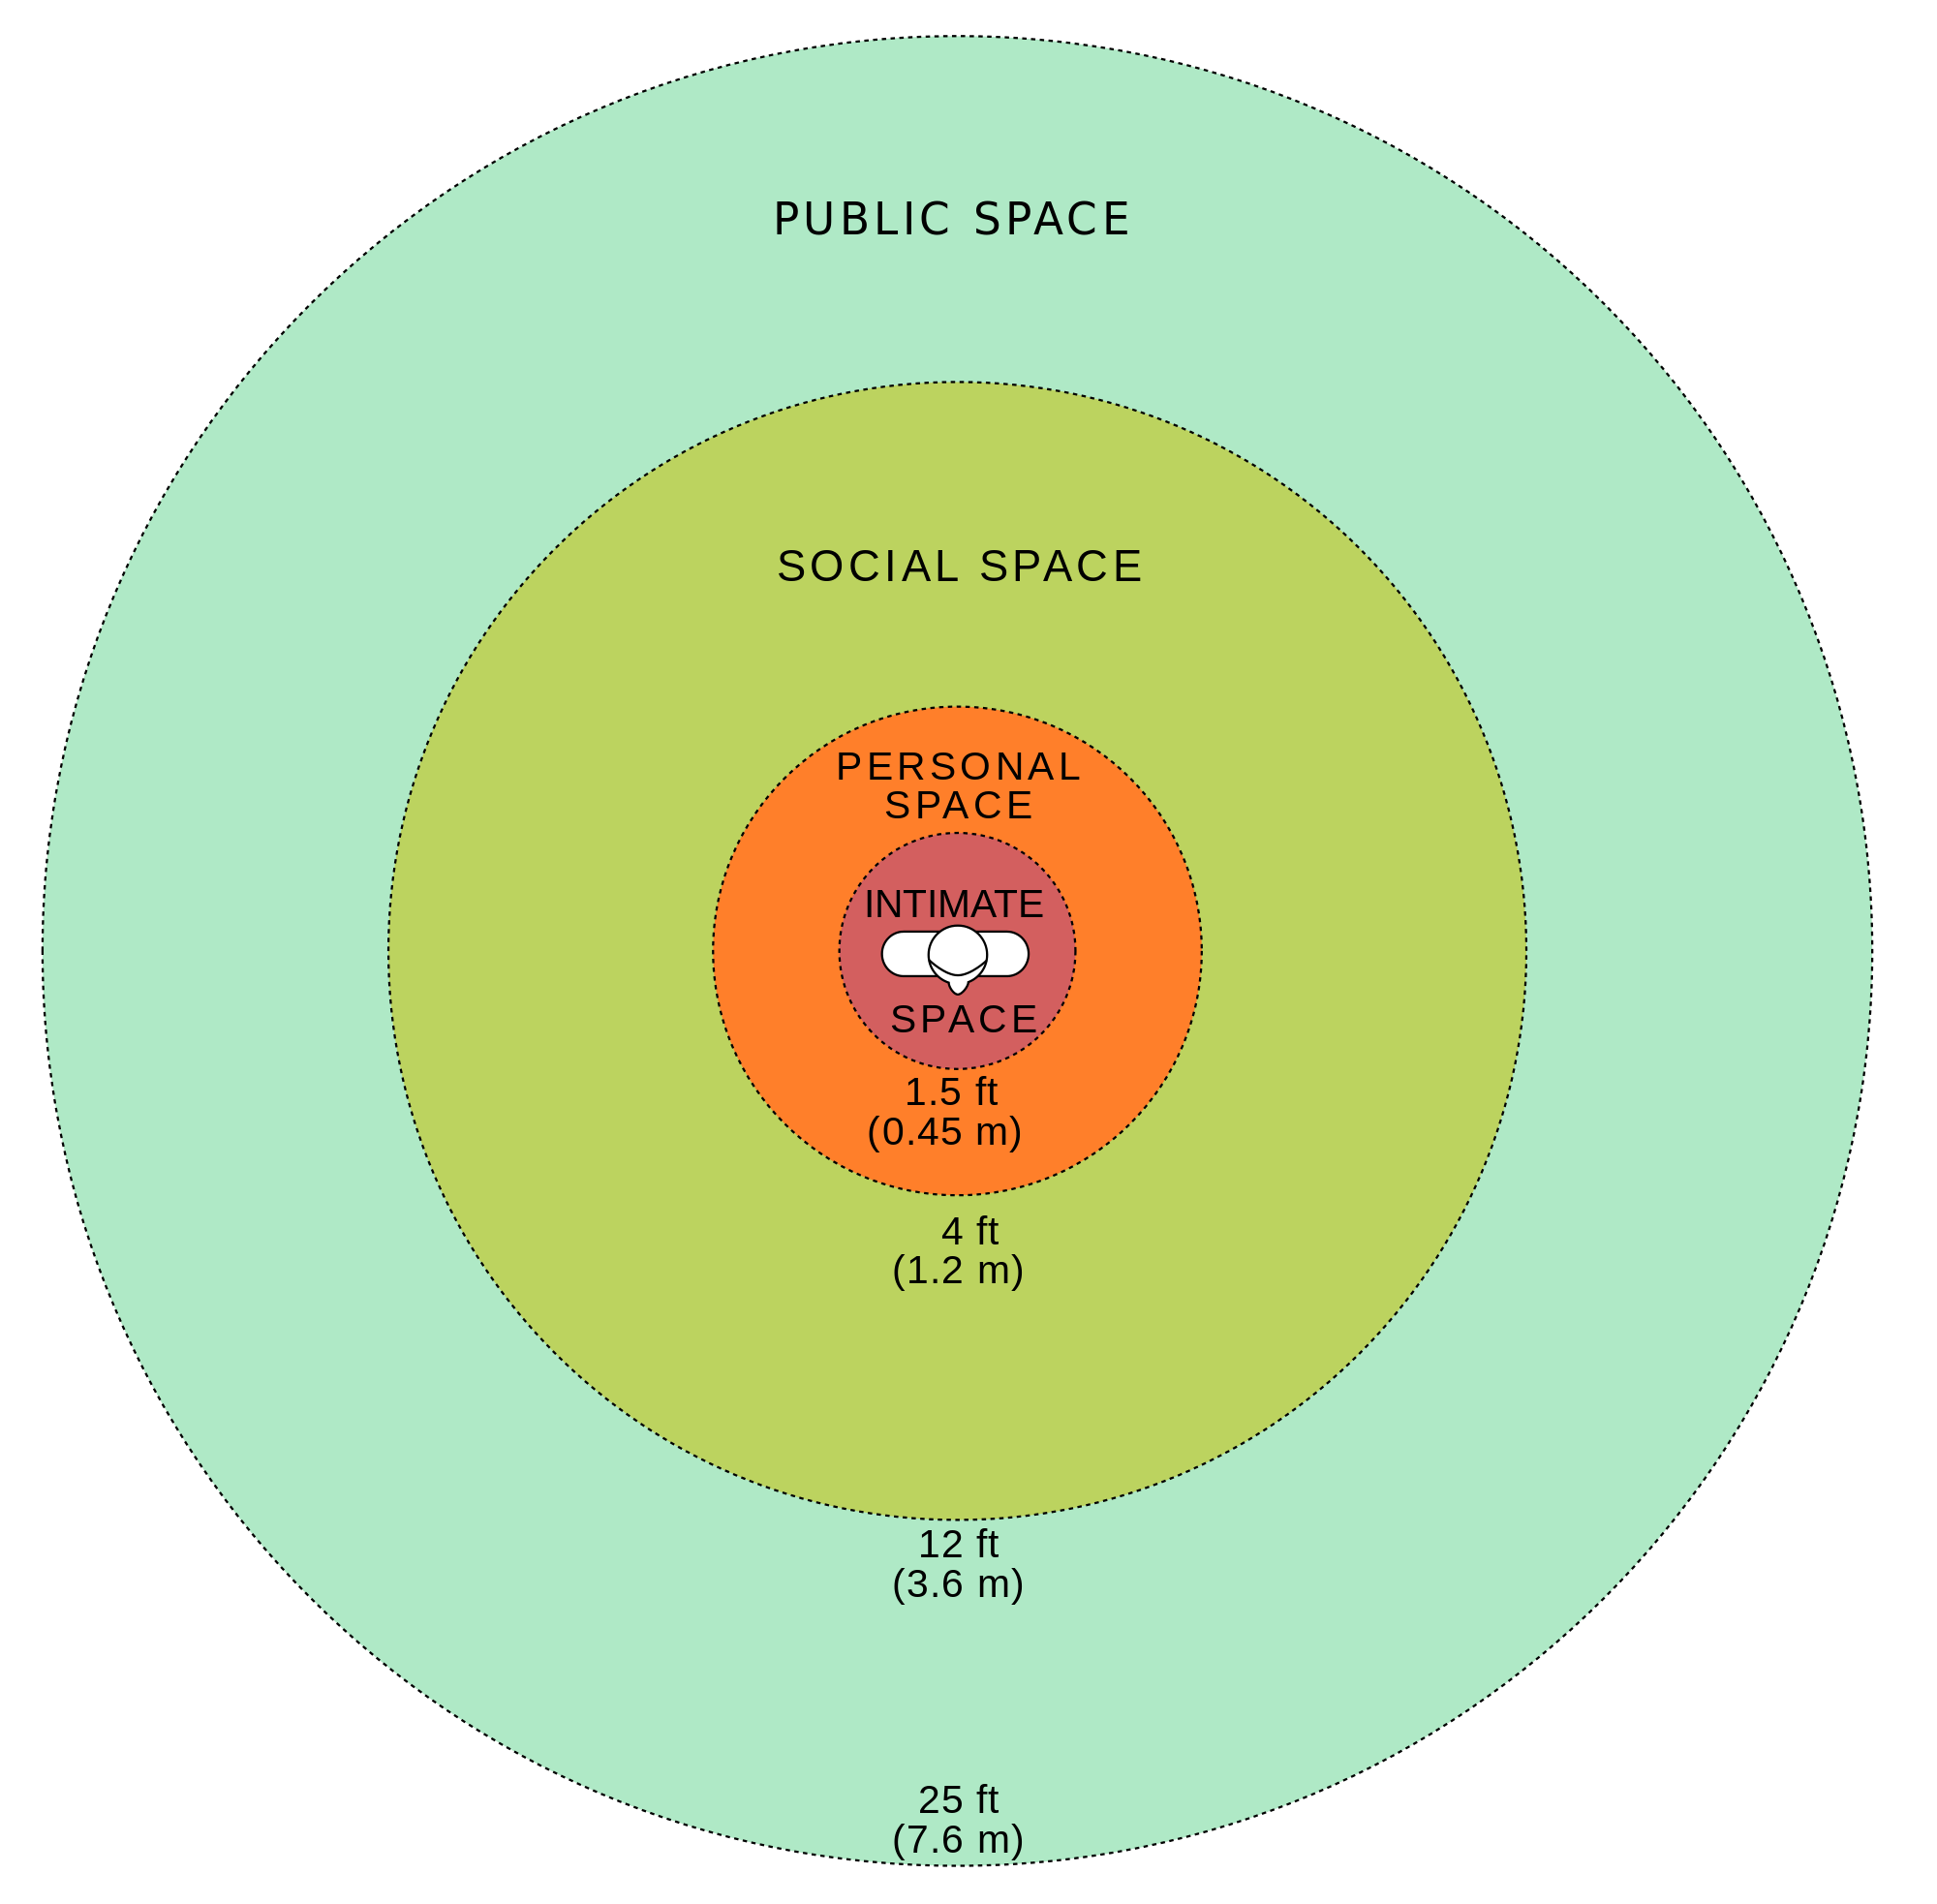 PUBLIC SPACE
SOCIAL SPACE
PERSONAL
SPACE
INTIMATE
SPACE
1.5 ft
(0.45 m)
4 ft
(1.2 m)
12 ft
(3.6 m)
25 ft
(7.6 m)